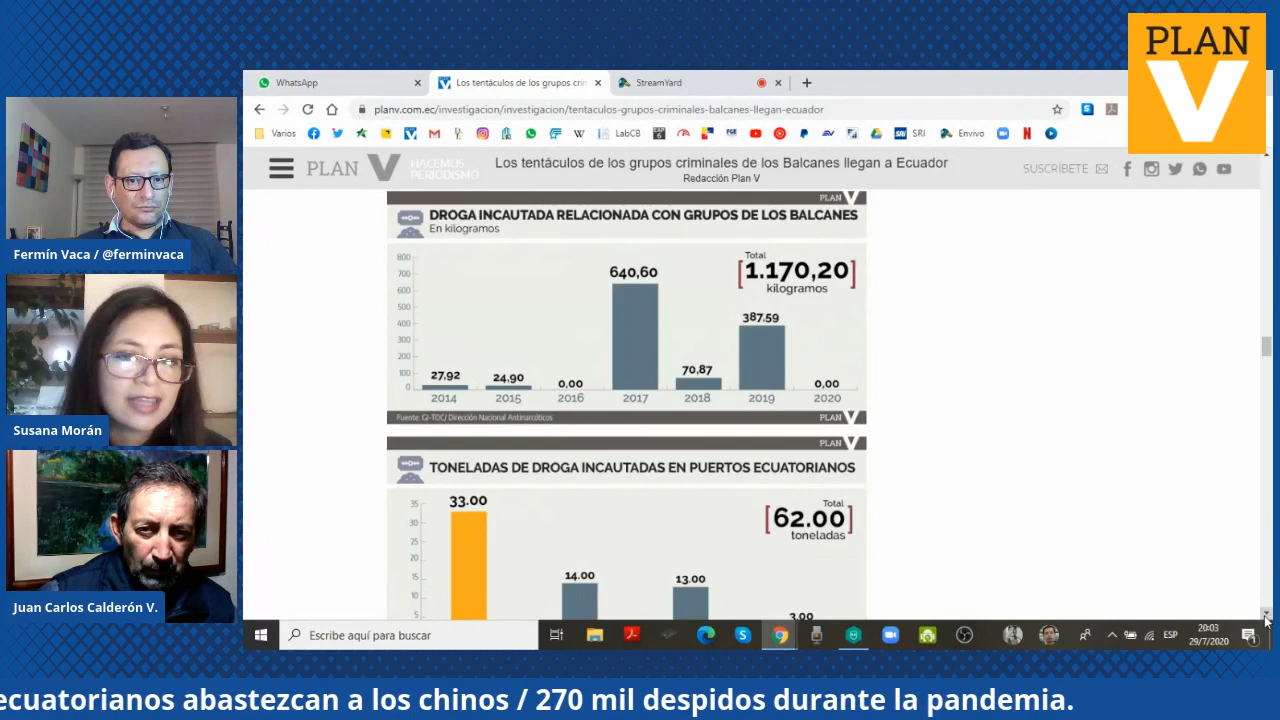 PLAN
V
WhatsApp
Los tentáculos de los grupos crin
StreamYard
planv.com.ec/investigacion/investigacion/tentaculos-grupos-criminales-balcanes-llegan-ecuador
Varios
LabCB
SRI
Envivo
PLAN V
HACEMOS
PERIODISMO
Los tentáculos de los grupos criminales de los Balcanes llegan a Ecuador
Redacción Plan V
SUSCRÍBETE
PLAN V
DROGA INCAUTADA RELACIONADA CON GRUPOS DE LOS BALCANES
En kilogramos
Total
[1.170,20]
kilogramos
800
700
600
500
400
300
200
100
0
27,92
24,90
0,00
640,60
70,87
387.59
0,00
2014 2015 2016 2017 2018 2019 2020
Fuente: GI-TOC/ Dirección Nacional Antinarcóticos
PLAN V
PLAN V
TONELADAS DE DROGA INCAUTADAS EN PUERTOS ECUATORIANOS
Total
[62.00]
toneladas
35
30
25
20
15
10
5
33.00
14.00
13.00
3.00
Escribe aquí para buscar
ESP
20:03
29/7/2020
1
Fermín Vaca / @ferminvaca
Susana Morán
Juan Carlos Calderón V.
ecuatorianos abastezcan a los chinos / 270 mil despidos durante la pandemia.